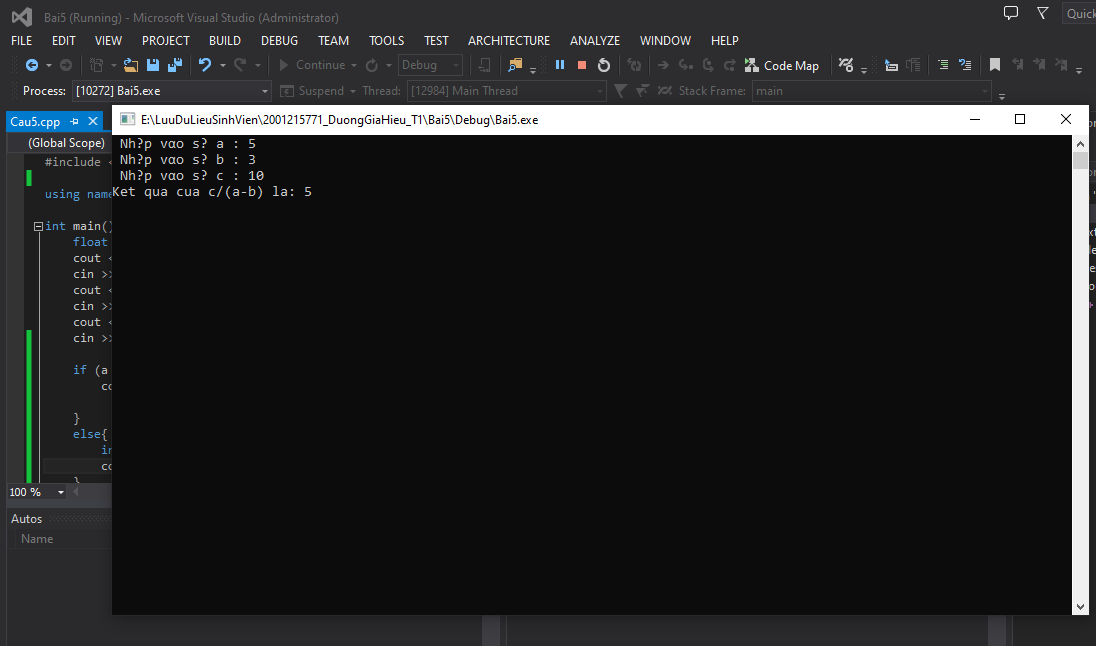 Bai5 (Running) - Microsoft Visual Studio (Administrator)
Quick
FILE EDIT VIEW PROJECT BUILD DEBUG TEAM TOOLS TEST ARCHITECTURE ANALYZE WINDOW HELP
Continue Debug Code Map
Process: [10272] Bai5.exe Suspend Thread: [12984] Main Thread Stack Frame: main
Cau5.cpp
E:\LuuDuLieuSinhVien\2001215771_DuongGiaHieu_T1\Bai5\Debug\Bai5.exe
(Global Scope)
Nh?p vαo s? a : 5
Nh?p vαo s? b : 3
Nh?p vαo s? c : 10
Ket qua cua c/(a-b) la: 5
#include <
using name
int main()
float
cout <
cin >>
cout <
cin >>
cout <
cin >>
if (a
co
}
else{
in
co
}
100 %
Autos
Name